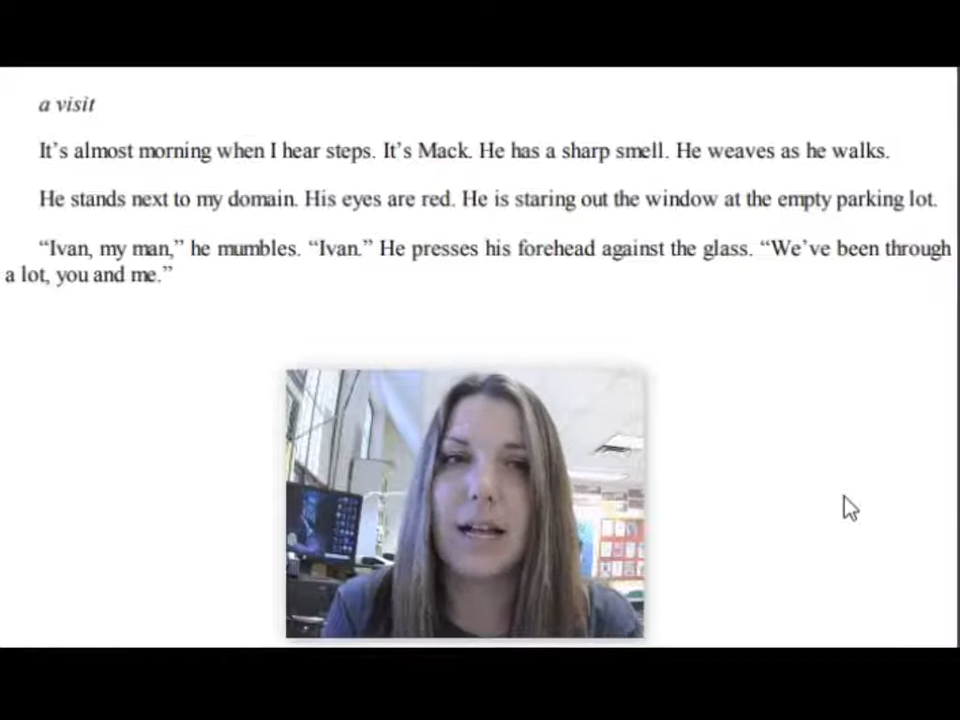 a visit
It's almost morning when I hear steps. It's Mack. He has a sharp smell. He weaves as he walks.
He stands next to my domain. His eyes are red. He is staring out the window at the empty parking lot.
“Ivan, my man,” he mumbles. “Ivan.” He presses his forehead against the glass. “We’ve been through
a lot, you and me.”